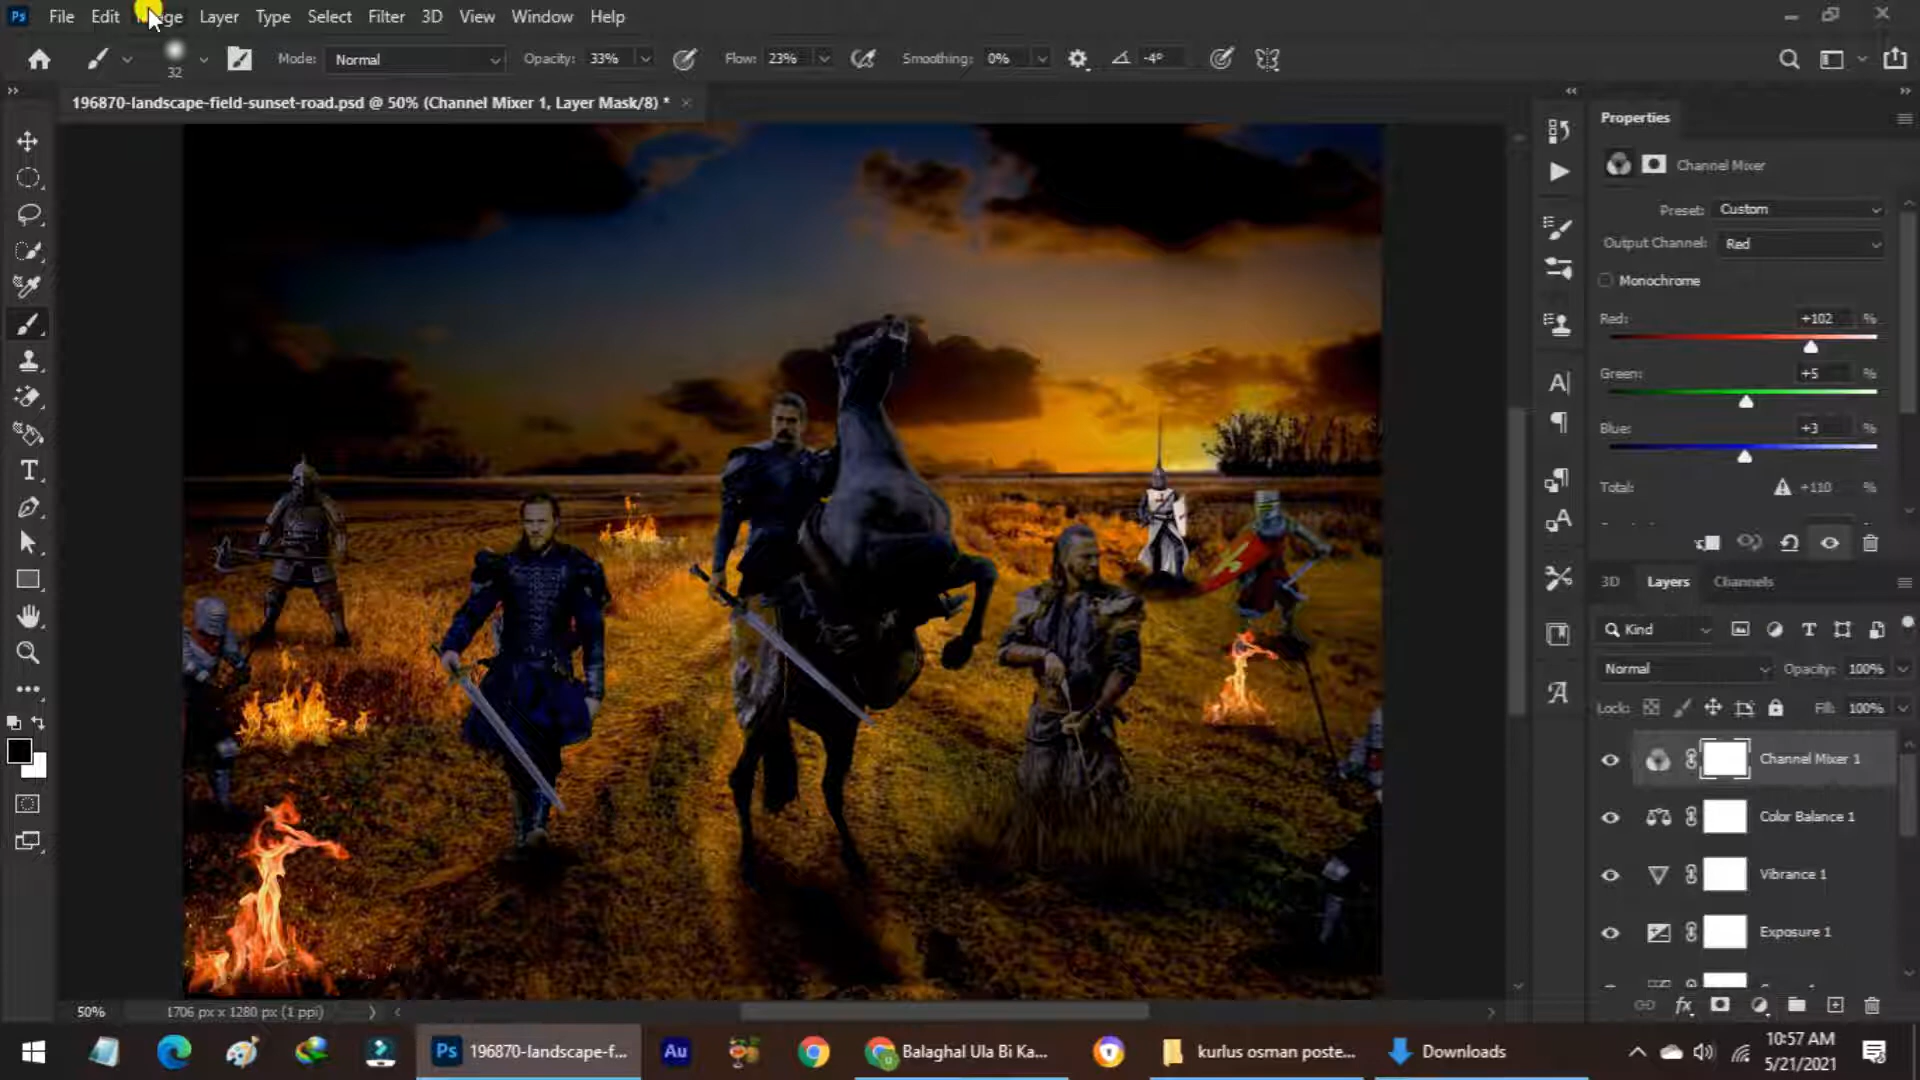 Ps File Edit Image Layer Type Select Filter 3D View Window Help
32 Mode: Normal Opacity: 33% Flow: 23% Smoothing: 0% -4°
196870-landscape-field-sunset-road.psd @ 50% (Channel Mixer 1, Layer Mask/8) *
Properties
Channel Mixer
Preset: Custom
Output Channel: Red
Monochrome
Red: +102 %
Green: +5 %
Blue: +3 %
Total: +110 %
3D Layers Channels
Kind
Normal Opacity: 100%
Lock: Fill: 100%
Channel Mixer 1
Color Balance 1
Vibrance 1
Exposure 1
50% 1706 px x 1280 px (1 ppi)
Ps 196870-landscape-f... Au Balaghal Ula Bi Ka... kurlus osman poste... Downloads
10:57 AM
5/21/2021